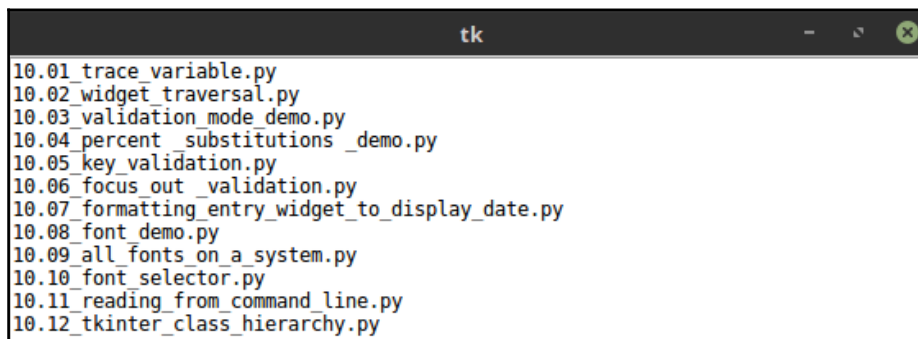 tk
10.01_trace_variable.py
10.02_widget_traversal.py
10.03_validation_mode_demo.py
10.04_percent _substitutions _demo.py
10.05_key_validation.py
10.06_focus_out _validation.py
10.07_formatting_entry_widget_to_display_date.py
10.08_font_demo.py
10.09_all_fonts_on_a_system.py
10.10_font_selector.py
10.11_reading_from_command_line.py
10.12_tkinter_class_hierarchy.py